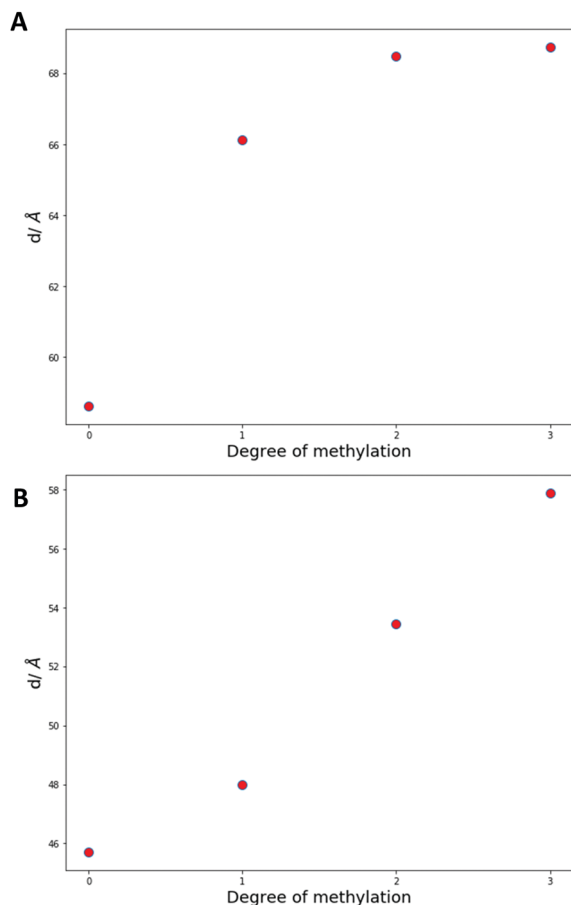 A
68
66
64
62
60
d/ Å
0 1 2 3
Degree of methylation
B
58
56
54
52
50
48
46
d/ Å
0 1 2 3
Degree of methylation